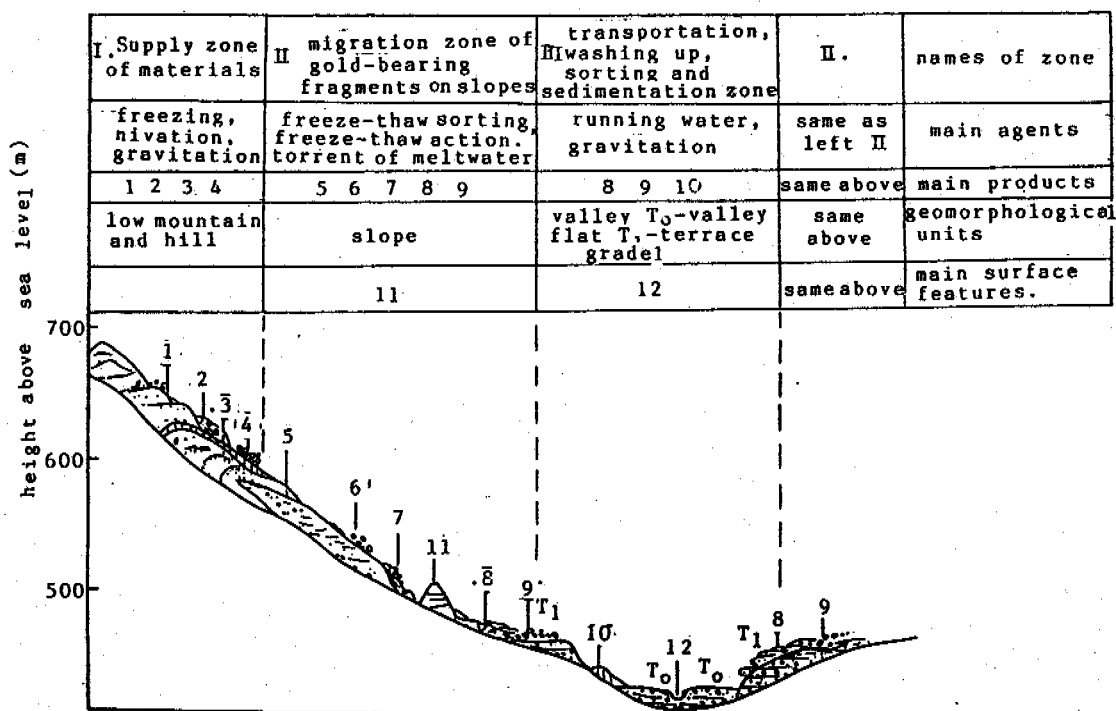 I. Supply zone
of materials
II migration zone of
gold-bearing
fragments on slopes
III transportation,
washing up,
sorting and
sedimentation zone
II.
names of zone
freezing,
nivation,
gravitation
freeze-thaw sorting,
freeze-thaw action.
torrent of meltwater
running water,
gravitation
same as
left II
main agents
1 2 3 4
5 6 7 8 9
8 9 10
same above
main products
low mountain
and hill
slope
valley T₀-valley
flat T₁-terrace
grade1
same
above
geomorphological
units
11
12
same above
main surface
features.
height above sea level (m)
700
600
500
1
2
3
4
5
6
7
11
8
9
T1
10
T₀
12
T₀
T1
8
9